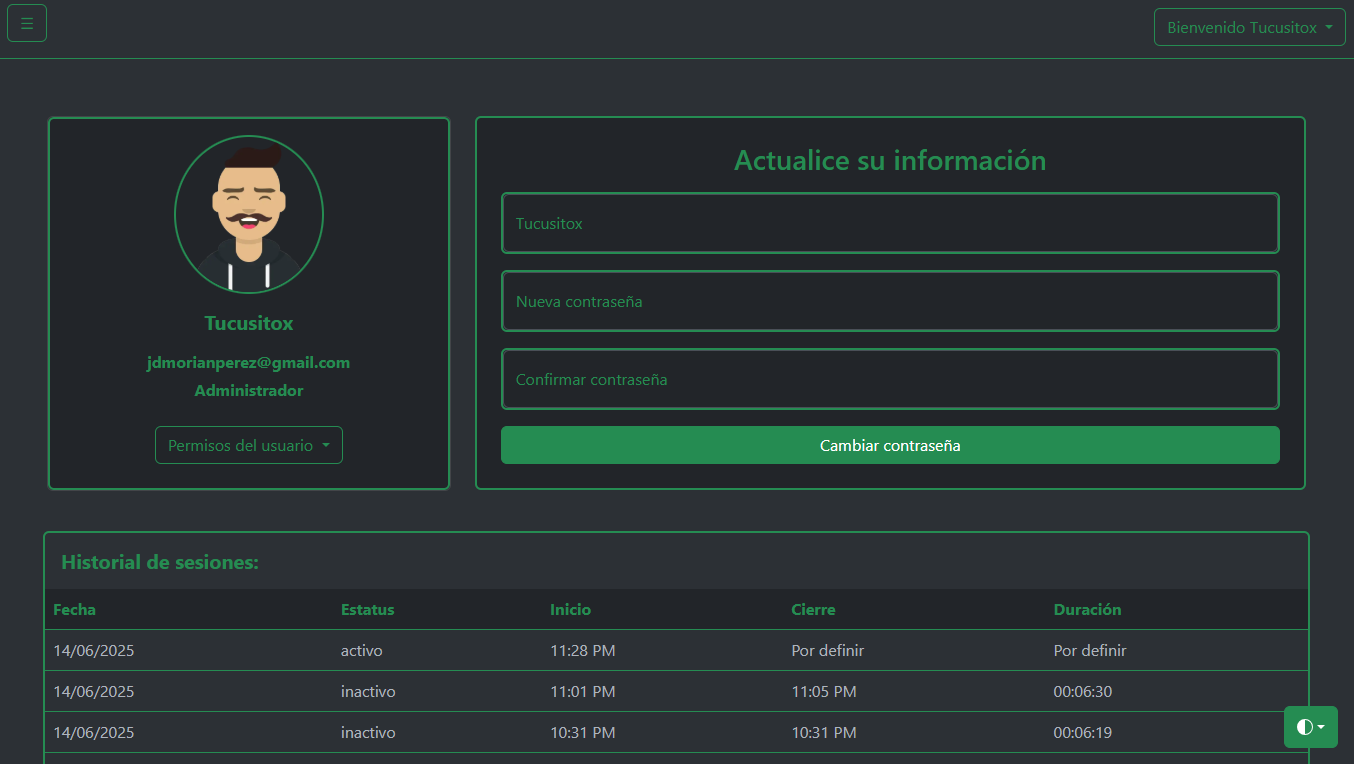 ☰
Bienvenido Tucusitox
Tucusitox
jdmorianperez@gmail.com
Administrador
Permisos del usuario
Actualice su información
Tucusitox
Nueva contraseña
Confirmar contraseña
Cambiar contraseña
Historial de sesiones:
Fecha Estatus Inicio Cierre Duración
14/06/2025 activo 11:28 PM Por definir Por definir
14/06/2025 inactivo 11:01 PM 11:05 PM 00:06:30
14/06/2025 inactivo 10:31 PM 10:31 PM 00:06:19